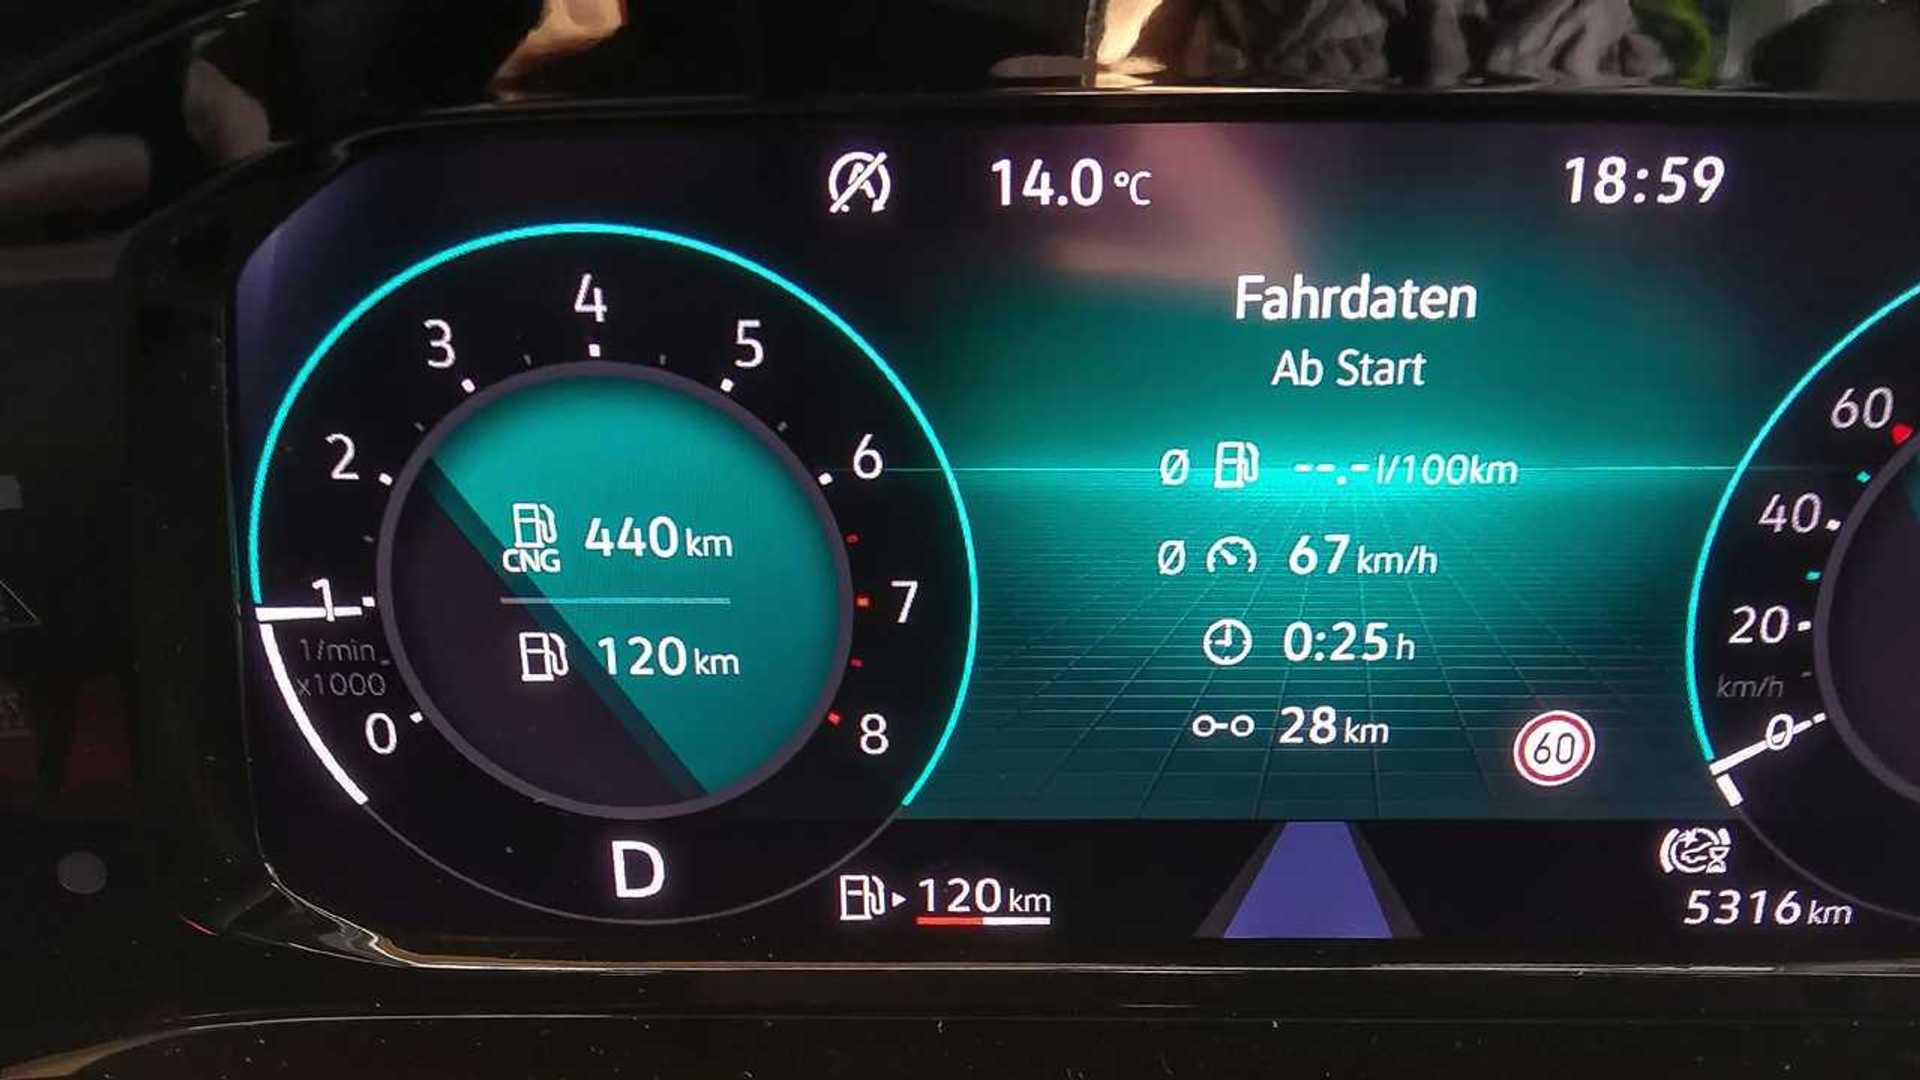 14.0 °C
18:59
Fahrdaten
Ab Start
Ø --.- l/100km
Ø 67 km/h
0:25 h
28 km
60
0
1
2
3
4
5
6
7
8
1/min
x1000
CNG 440 km
120 km
D
120 km
60
40
20
km/h
0
5316 km